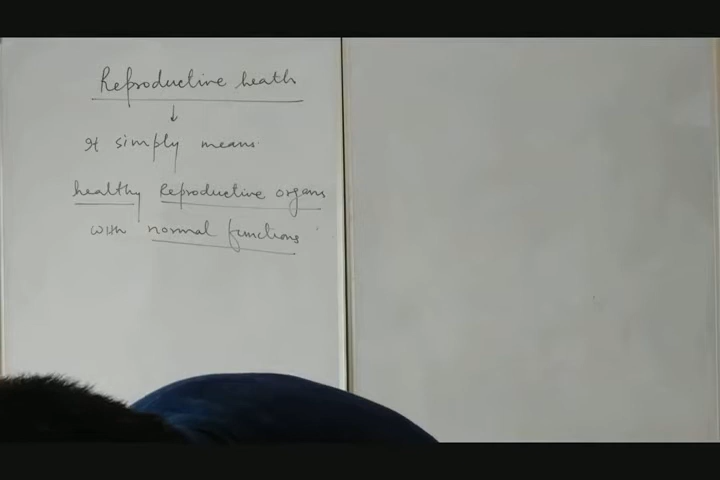 Reproductive heath
↓
It simply means.
healthy Reproductive organs
with normal functions